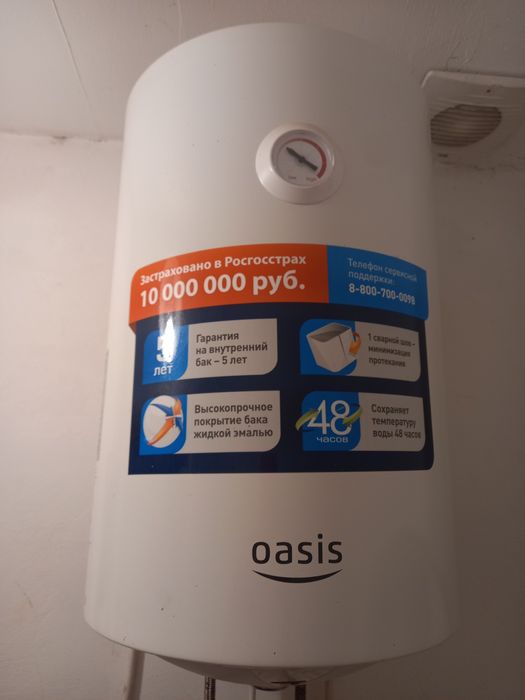 Застраховано в Росгосстрах
10 000 000 руб.
Телефон сервисной
поддержки:
8-800-700-0098
5
ЛЕТ
Гарантия
на внутренний
бак – 5 лет
1 сварной шов –
минимизация
протекания
Высокопрочное
покрытие бака
жидкой эмалью
48
ЧАСОВ
Сохраняет
температуру
воды 48 часов
oasis